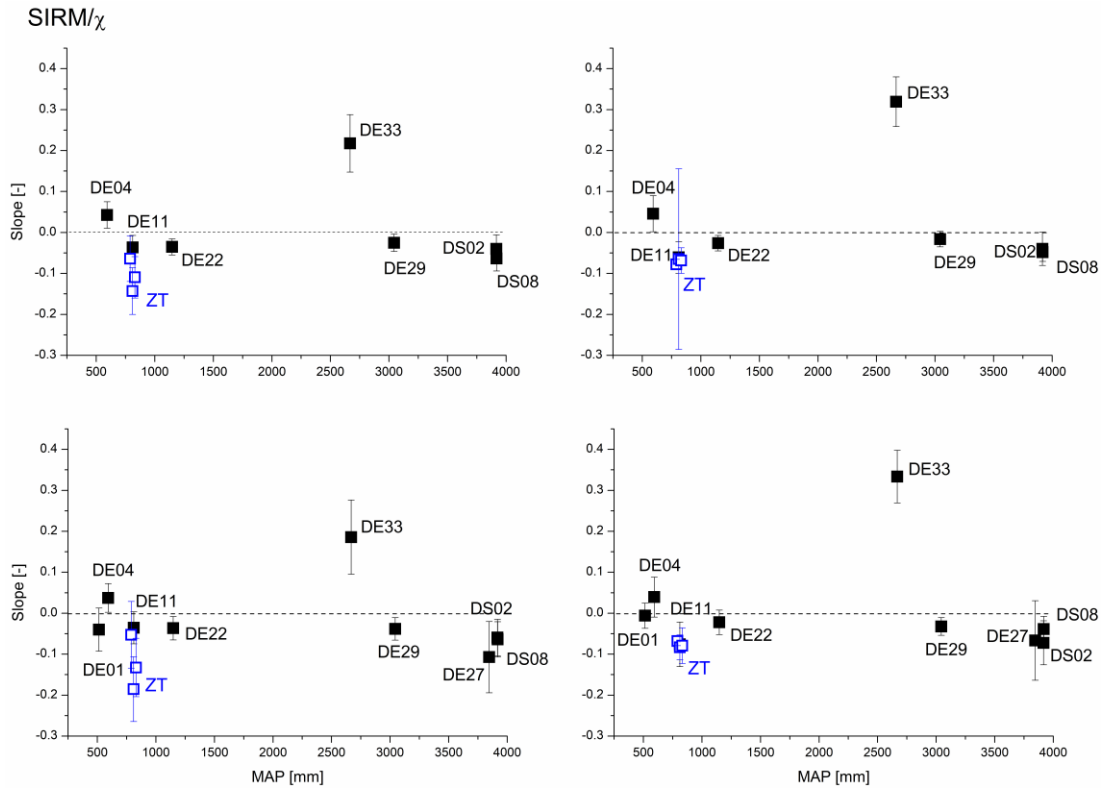 SIRM/χ
0.4
0.3
0.2
0.1
0.0
-0.1
-0.2
-0.3
Slope [-]
500 1000 1500 2000 2500 3000 3500 4000
DE04
DE11
DE22
ZT
DE33
DE29
DS02
DS08
0.4
0.3
0.2
0.1
0.0
-0.1
-0.2
-0.3
500 1000 1500 2000 2500 3000 3500 4000
DE04
DE11
DE22
ZT
DE33
DE29
DS02
DS08
0.4
0.3
0.2
0.1
0.0
-0.1
-0.2
-0.3
Slope [-]
500 1000 1500 2000 2500 3000 3500 4000
MAP [mm]
DE04
DE11
DE22
DE01
ZT
DE33
DE29
DS02
DS08
DE27
0.4
0.3
0.2
0.1
0.0
-0.1
-0.2
-0.3
500 1000 1500 2000 2500 3000 3500 4000
MAP [mm]
DE04
DE11
DE01
DE22
ZT
DE33
DE29
DS08
DE27
DS02